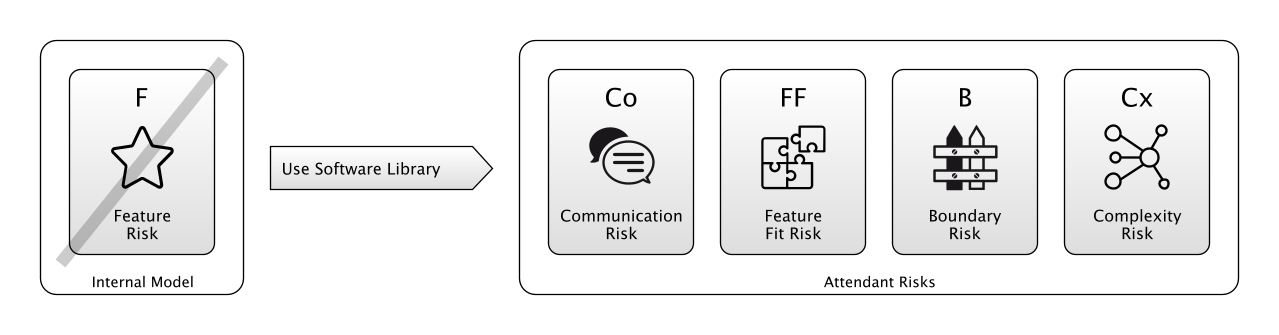 F
Feature
Risk
Internal Model
Use Software Library
Co
Communication
Risk
FF
Feature
Fit Risk
B
Boundary
Risk
Cx
Complexity
Risk
Attendant Risks